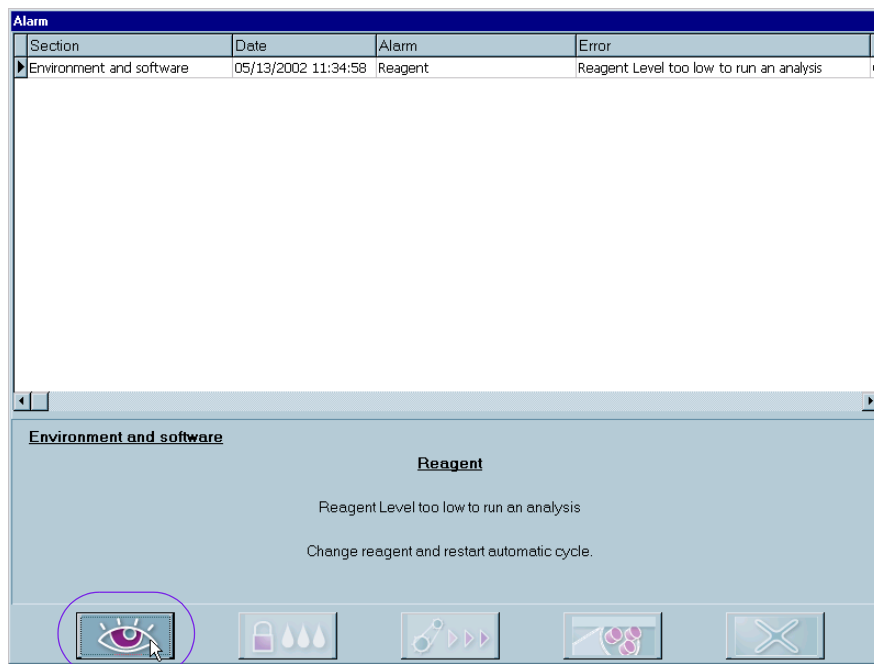 Alarm
Section Date Alarm Error
Environment and software 05/13/2002 11:34:58 Reagent Reagent Level too low to run an analysis
Environment and software
Reagent
Reagent Level too low to run an analysis
Change reagent and restart automatic cycle.